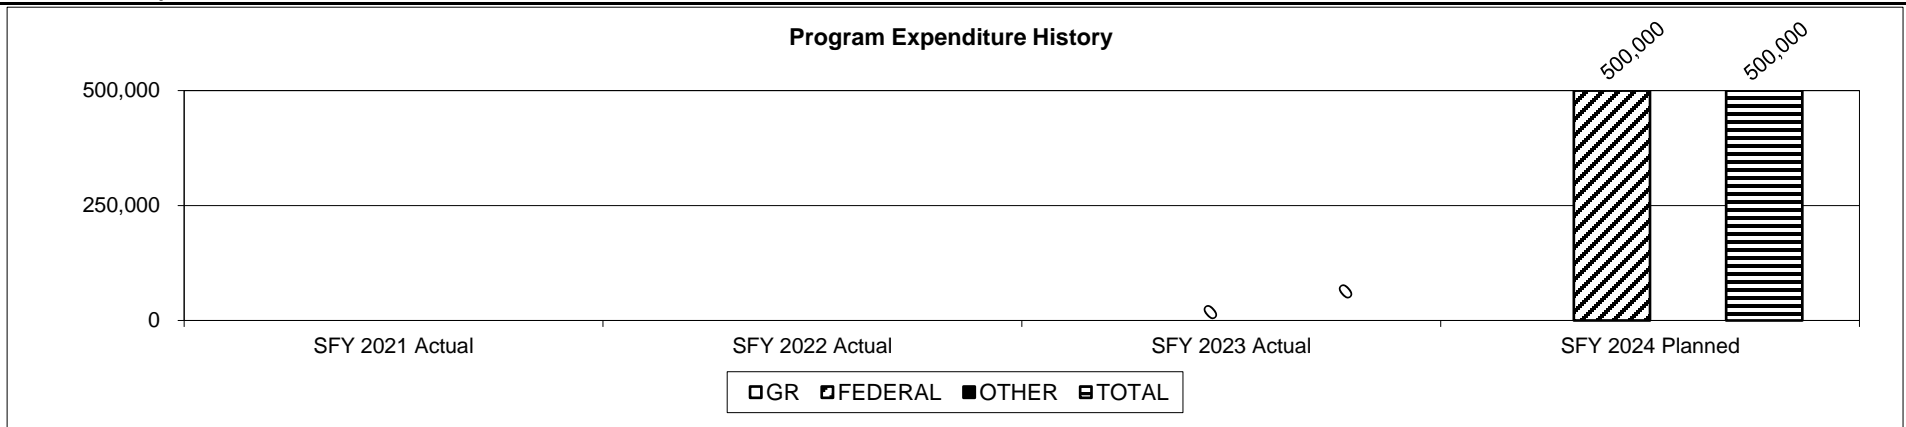 Program Expenditure History
500,000 500,000
500,000
250,000
0
0 0
SFY 2021 Actual SFY 2022 Actual SFY 2023 Actual SFY 2024 Planned
GR FEDERAL OTHER TOTAL